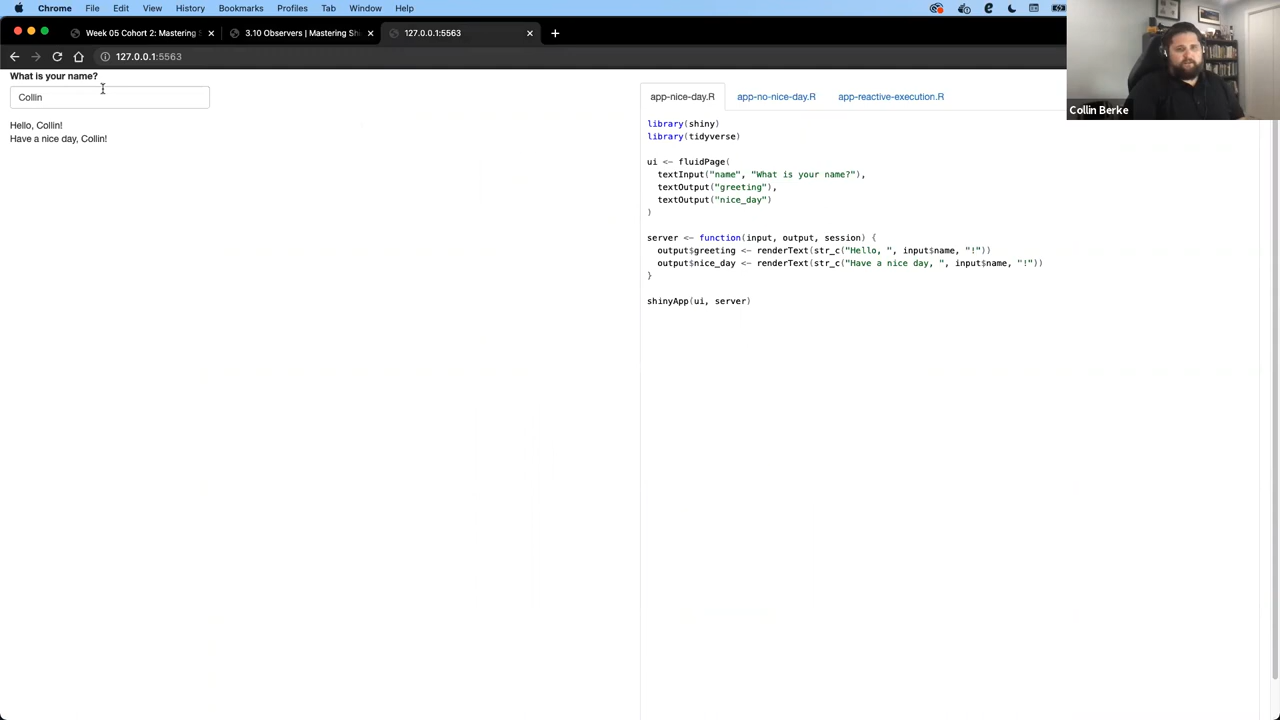 Chrome File Edit View History Bookmarks Profiles Tab Window Help
Week 05 Cohort 2: Mastering S
3.10 Observers | Mastering Shi
127.0.0.1:5563
127.0.0.1:5563
What is your name?
Collin
Hello, Collin!
Have a nice day, Collin!
app-nice-day.R app-no-nice-day.R app-reactive-execution.R
library(shiny)
library(tidyverse)
ui <- fluidPage(
textInput("name", "What is your name?"),
textOutput("greeting"),
textOutput("nice_day")
)
server <- function(input, output, session) {
output$greeting <- renderText(str_c("Hello, ", input$name, "!"))
output$nice_day <- renderText(str_c("Have a nice day, ", input$name, "!"))
}
shinyApp(ui, server)
Collin Berke